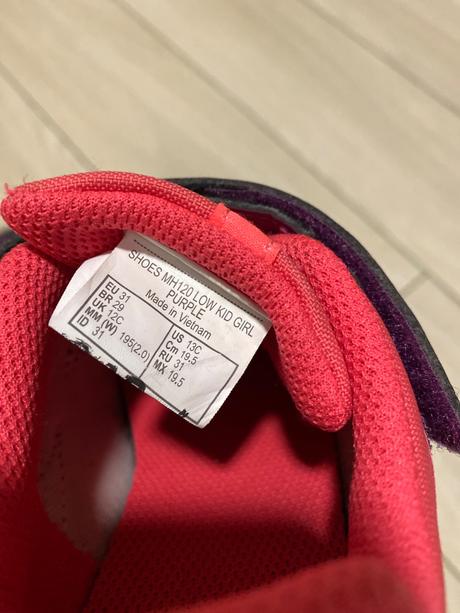 SHOES MH120 LOW KID GIRL
PURPLE
Made in Vietnam
EU 31
BR 29
UK 12C
MM (W) 195(2.0)
ID 31
US 13C
Cm 19.5
RU 31
MX 19.5